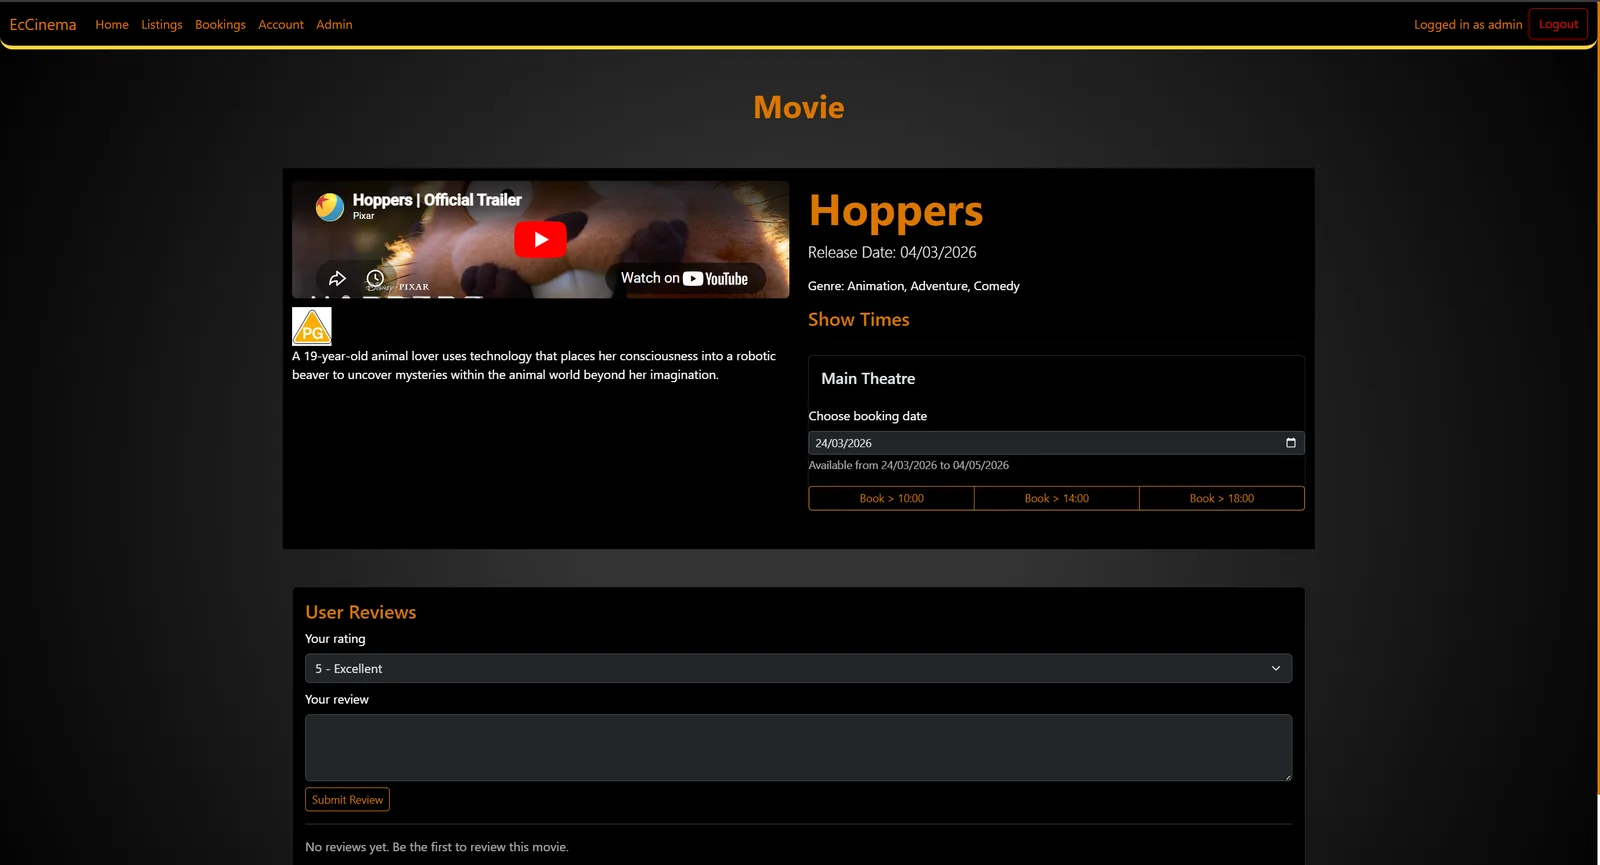 EcCinema Home Listings Bookings Account Admin Logged in as admin Logout
Movie
Hoppers | Official Trailer
Pixar
Watch on YouTube
Disney PIXAR
PG
A 19-year-old animal lover uses technology that places her consciousness into a robotic
beaver to uncover mysteries within the animal world beyond her imagination.
Hoppers
Release Date: 04/03/2026
Genre: Animation, Adventure, Comedy
Show Times
Main Theatre
Choose booking date
24/03/2026
Available from 24/03/2026 to 04/05/2026
Book > 10:00 Book > 14:00 Book > 18:00
User Reviews
Your rating
5 - Excellent
Your review
Submit Review
No reviews yet. Be the first to review this movie.